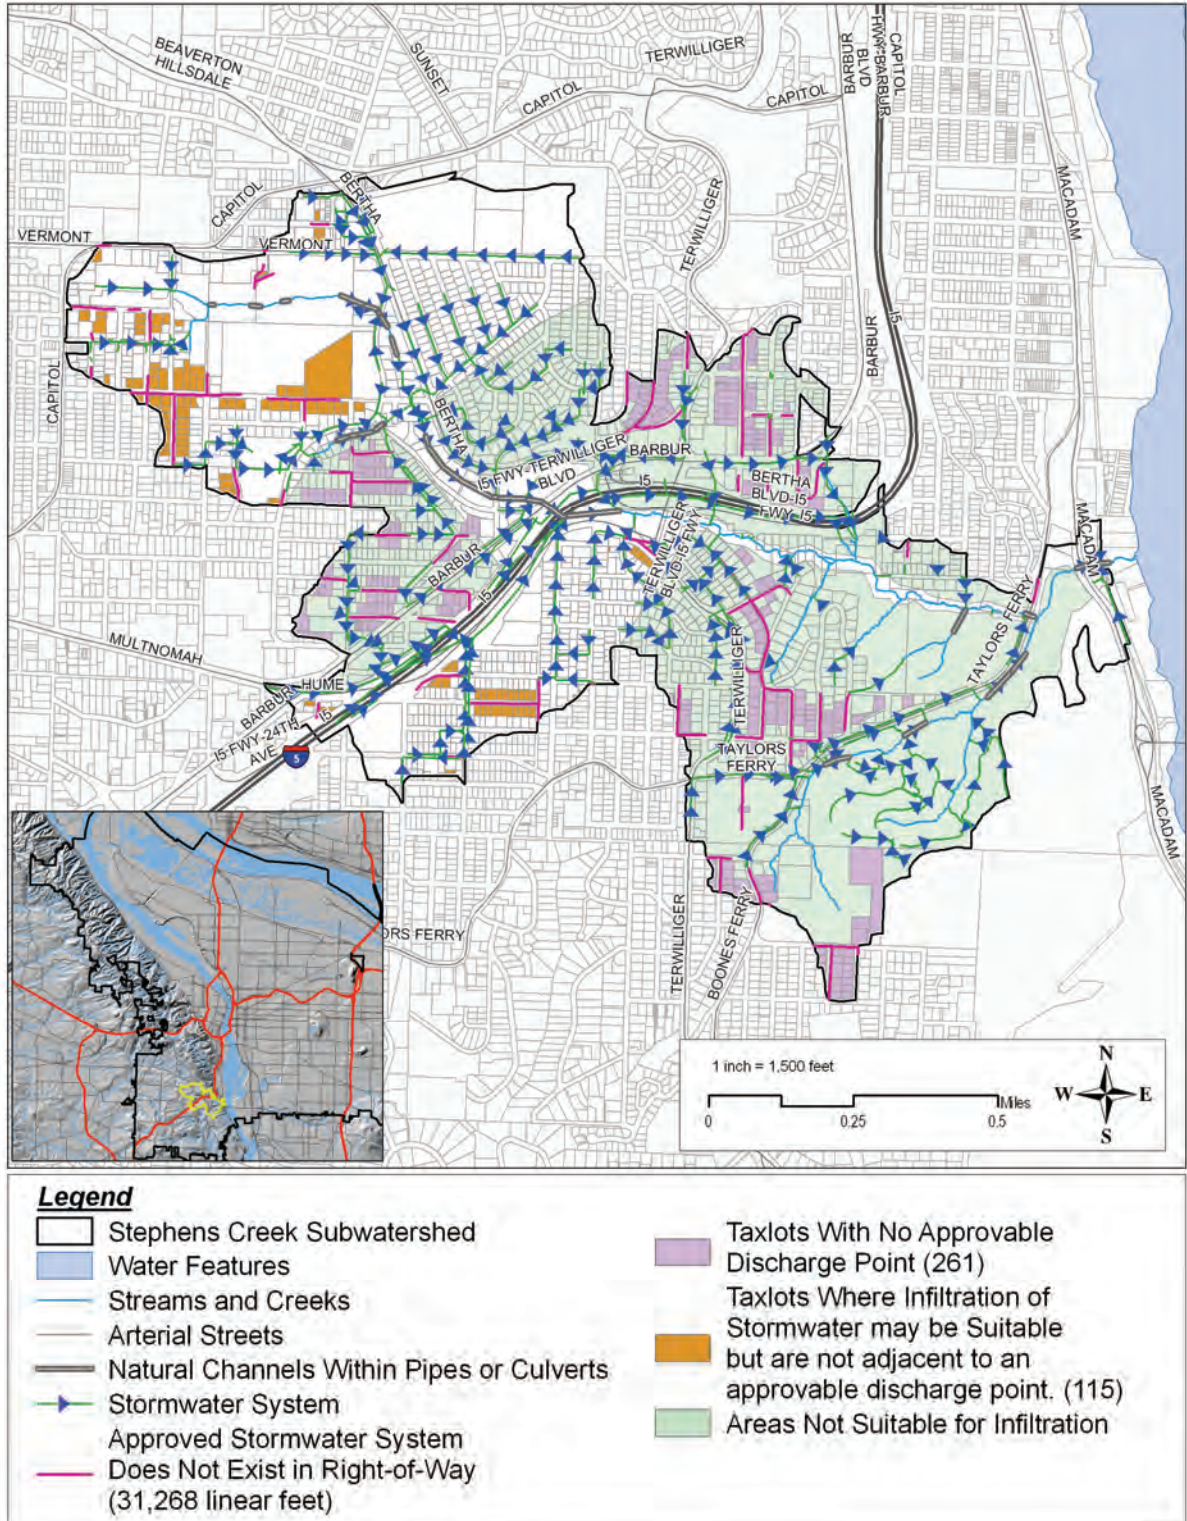 BEAVERTON
HILLSDALE
SUNSET
TERWILLIGER
CAPITOL
CAPITOL
BARBUR
BLVD
CAPITOL
HWY-BARBUR
MACADAM
CAPITOL
BERTHA
VERMONT
VERMONT
TERWILLIGER
I5
BARBUR
CAPITOL
BERTHA
I5 FWY-TERWILLIGER
BLVD
BARBUR
I5
BERTHA
BLVD-I5
FWY I5
MACADAM
TERWILLIGER
BLVD-I5 FWY
BARBUR
I5
TAYLORS FERRY
MULTNOMAH
HUME
BARBUR
I5
I5 FWY-24TH
AVE
5
TERWILLIGER
TAYLORS
FERRY
MACADAM
ORS FERRY
TERWILLIGER
BOONES FERRY
1 inch = 1,500 feet
Miles
0 0.25 0.5
N
W E
S
Legend
Stephens Creek Subwatershed
Water Features
Streams and Creeks
Arterial Streets
Natural Channels Within Pipes or Culverts
Stormwater System
Approved Stormwater System
Does Not Exist in Right-of-Way
(31,268 linear feet)
Taxlots With No Approvable
Discharge Point (261)
Taxlots Where Infiltration of
Stormwater may be Suitable
but are not adjacent to an
approvable discharge point. (115)
Areas Not Suitable for Infiltration